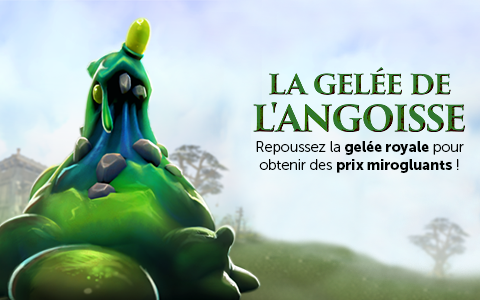 LA GELÉE DE
L'ANGOISSE
Repoussez la gelée royale pour
obtenir des prix mirogluants !